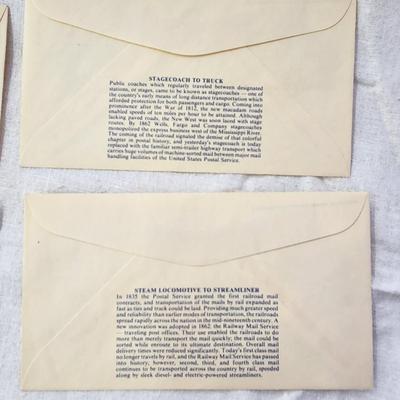 STAGECOACH TO TRUCK
Public coaches which regularly traveled between designated
stations, or stages, came to be known as stagecoaches — one of
the country's early means of long distance transportation which
afforded protection for both passengers and cargo. Coming into
prominence after the War of 1812, the new macadam roads
enabled speeds of ten miles per hour to be attained. Although
lacking paved roads, the New West was soon laced with stage
routes. By 1862 Wells, Fargo and Company stagecoaches
monopolized the express business west of the Mississippi River.
The coming of the railroad signaled the demise of that colorful
chapter in postal history, and yesterday's stagecoach is today
replaced with the familiar semi-trailer highway transport which
carries huge volumes of machine-sorted mail between major mail
handling facilities of the United States Postal Service.
STEAM LOCOMOTIVE TO STREAMLINER
In 1835 the Postal Service granted the first railroad mail
contracts, and transportation of the mails by rail expanded as
fast as ties and track could be laid. Providing much greater speed
and reliability than earlier modes of transportation, the railroads
spread rapidly across the nation in the mid-nineteenth century. A
new innovation was adopted in 1862; the Railway Mail Service
— traveling post offices. Their use enabled the railroads to do
more than merely transport the mail quickly; the mail could be
sorted while enroute to its ultimate destination. Overall mail
delivery times were reduced significantly. Today's first class mail
no longer travels by rail, and the Railway Mail Service has passed
into history; however, second, third, and fourth class mail
continues to be transported across the country by rail, speeded
along by sleek diesel- and electric-powered streamliners.